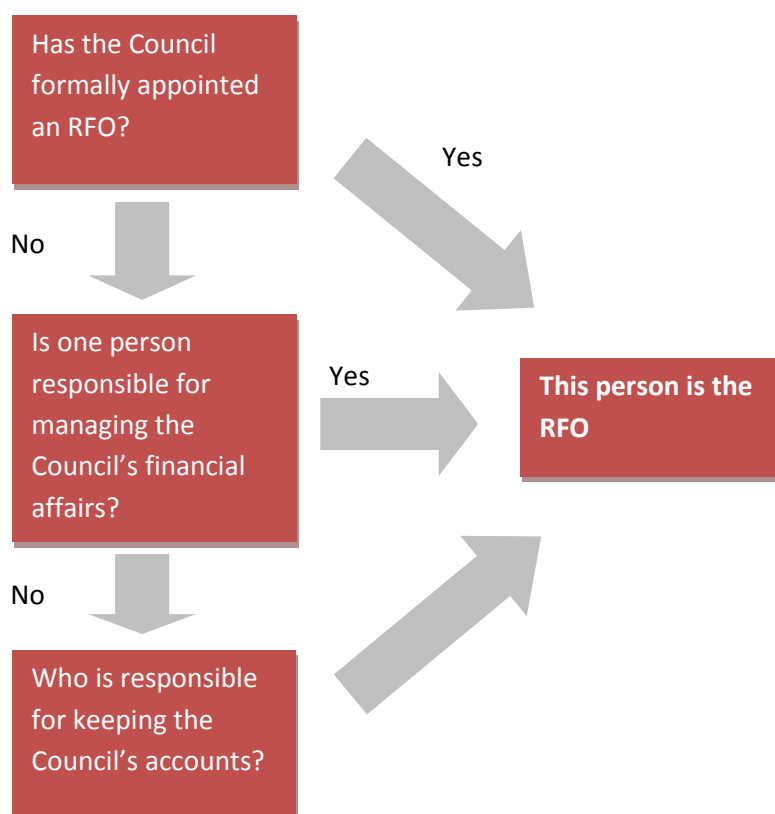 Has the Council
formally appointed
an RFO?
Yes
No
Is one person
responsible for
managing the
Council’s financial
affairs?
Yes
This person is the
RFO
No
Who is responsible
for keeping the
Council’s accounts?